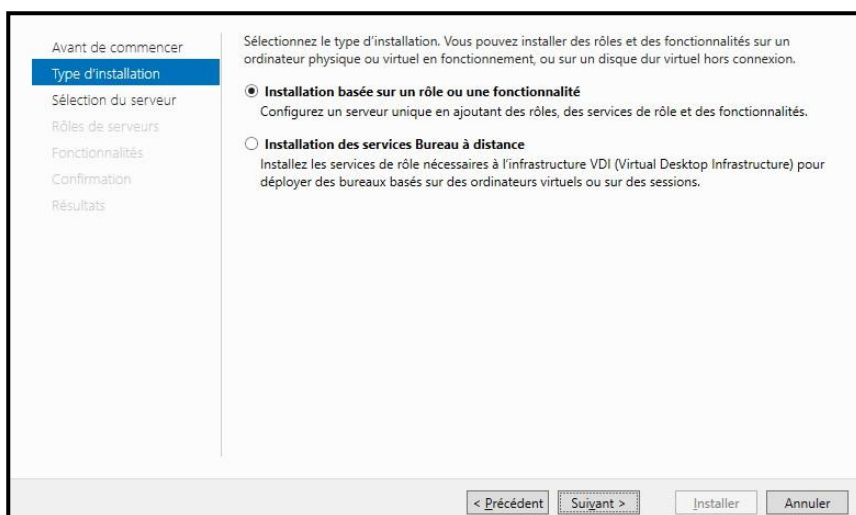 Avant de commencer
Type d'installation
Sélection du serveur
Rôles de serveurs
Fonctionnalités
Confirmation
Résultats
Sélectionnez le type d'installation. Vous pouvez installer des rôles et des fonctionnalités sur un
ordinateur physique ou virtuel en fonctionnement, ou sur un disque dur virtuel hors connexion.
Installation basée sur un rôle ou une fonctionnalité
Configurez un serveur unique en ajoutant des rôles, des services de rôle et des fonctionnalités.
Installation des services Bureau à distance
Installez les services de rôle nécessaires à l'infrastructure VDI (Virtual Desktop Infrastructure) pour
déployer des bureaux basés sur des ordinateurs virtuels ou sur des sessions.
< Précédent Suivant > Installer Annuler